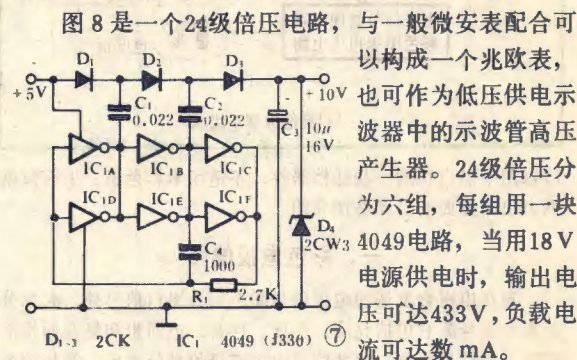 图8是一个24级倍压电路，与一般微安表配合可
以构成一个兆欧表，
也可作为低压供电示
波器中的示波管高压
产生器。24级倍压分
为六组，每组用一块
4049电路，当用18V
电源供电时，输出电
压可达433V，负载电
流可达数mA。
D₁ D₂ D₃
+5V +10V
C₁ 0.022 C₂ 0.022 C₃ 10μ 16V
IC1A IC1B IC1C
IC1D IC1E IC1F
D₄ 2CW3
C₄ 1000
R₁ 2.7K
D₁₋₃ 2CK IC₁ 4049 (J330) ⑦